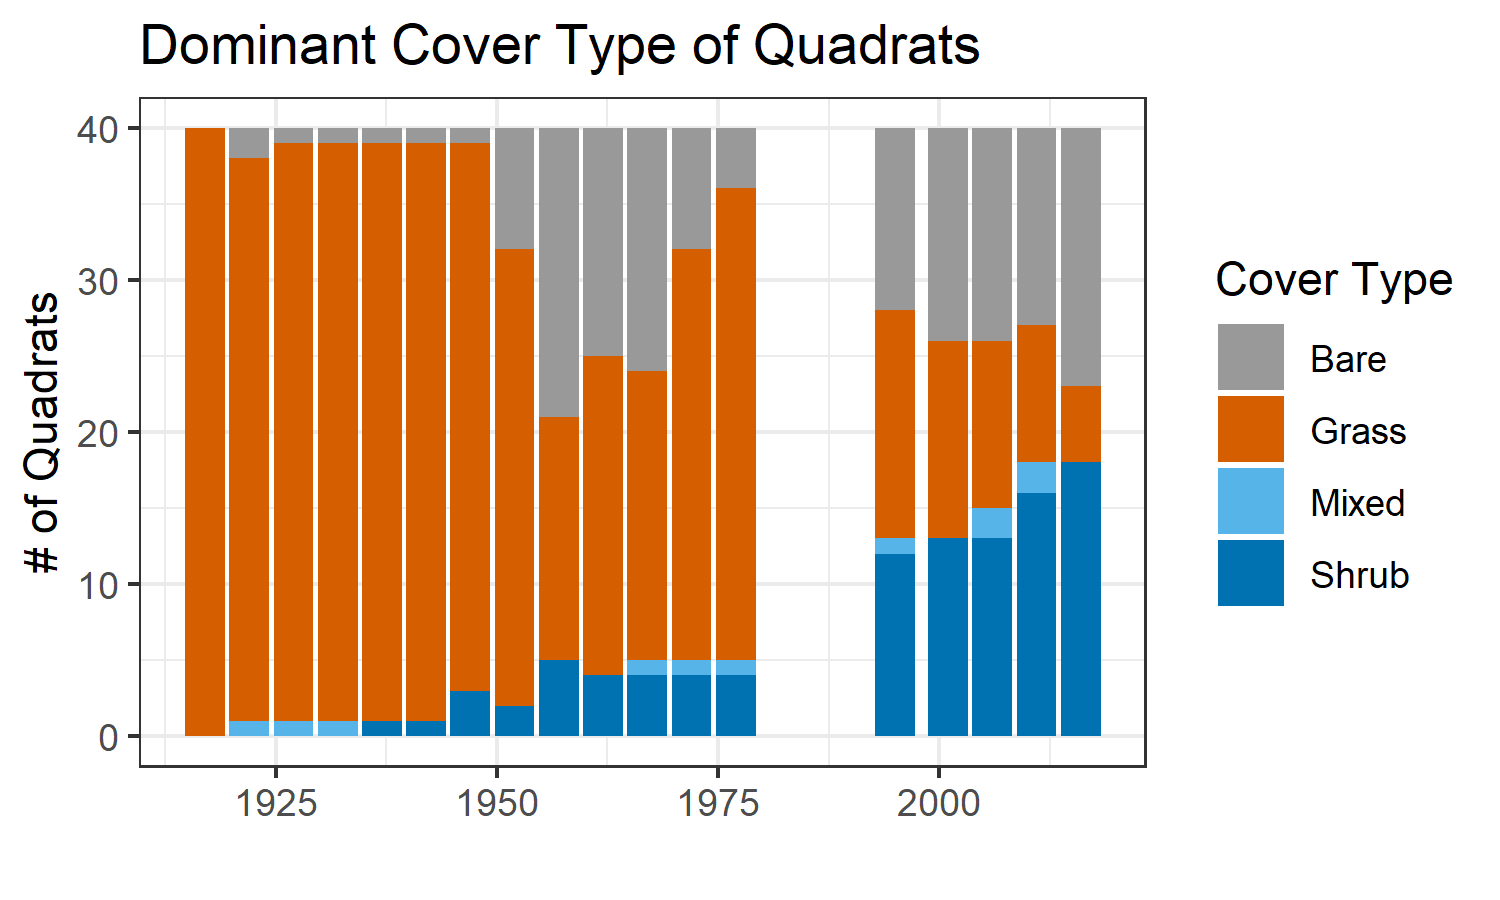 Dominant Cover Type of Quadrats
# of Quadrats
40
30
20
10
0
1925
1950
1975
2000
Cover Type
Bare
Grass
Mixed
Shrub